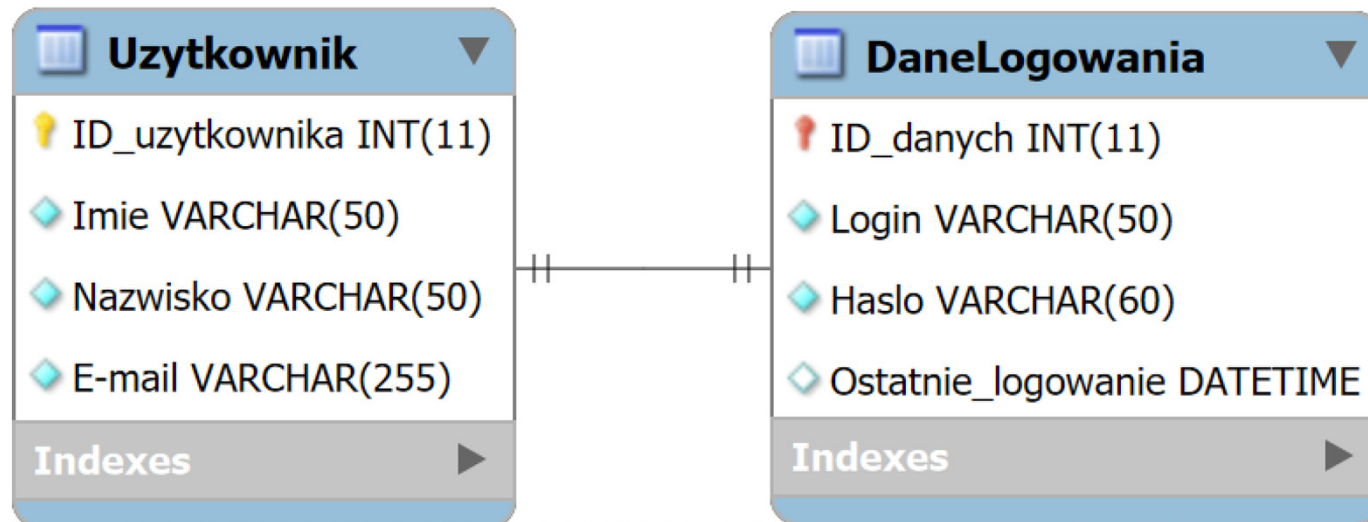 Uzytkownik
ID_uzytkownika INT(11)
Imie VARCHAR(50)
Nazwisko VARCHAR(50)
E-mail VARCHAR(255)
Indexes
DaneLogowania
ID_danych INT(11)
Login VARCHAR(50)
Haslo VARCHAR(60)
Ostatnie_logowanie DATETIME
Indexes